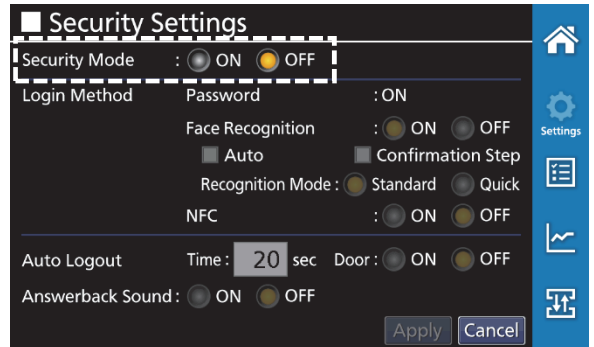 Security Settings
Security Mode : ON OFF
Login Method Password : ON
Face Recognition : ON OFF
Auto Confirmation Step
Recognition Mode : Standard Quick
NFC : ON OFF
Auto Logout Time : 20 sec Door : ON OFF
Answerback Sound : ON OFF
Apply Cancel
Settings